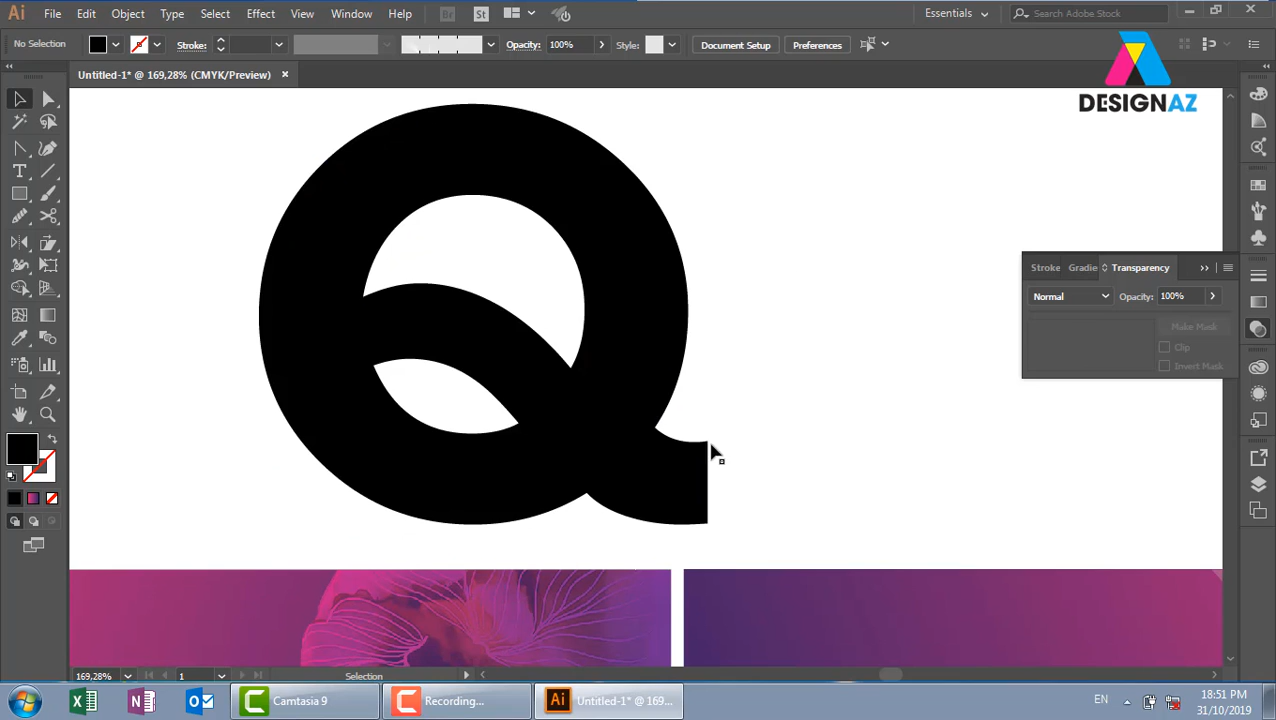 Ai File Edit Object Type Select Effect View Window Help Br St Essentials Search Adobe Stock
No Selection Stroke: Opacity: 100% Style: Document Setup Preferences
Untitled-1* @ 169,28% (CMYK/Preview)
DESIGNAZ
Q
Stroke Gradie Transparency
Normal Opacity: 100%
Make Mask
Clip
Invert Mask
169,28% 1 Selection
Camtasia 9 Recording... Ai Untitled-1* @ 169... EN 18:51 PM
31/10/2019